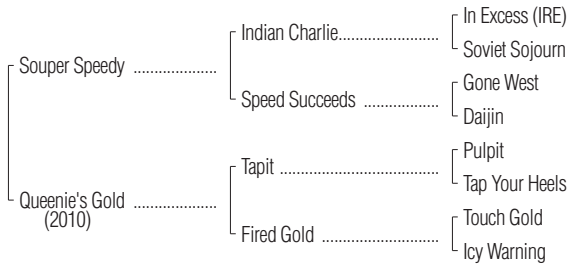 In Excess (IRE)
Indian Charlie..................
Soviet Sojourn
Souper Speedy ...................
Gone West
Speed Succeeds .................
Daijin
Pulpit
Tapit ....................................
Tap Your Heels
Queenie's Gold ...................
(2010)
Touch Gold
Fired Gold ..........................
Icy Warning